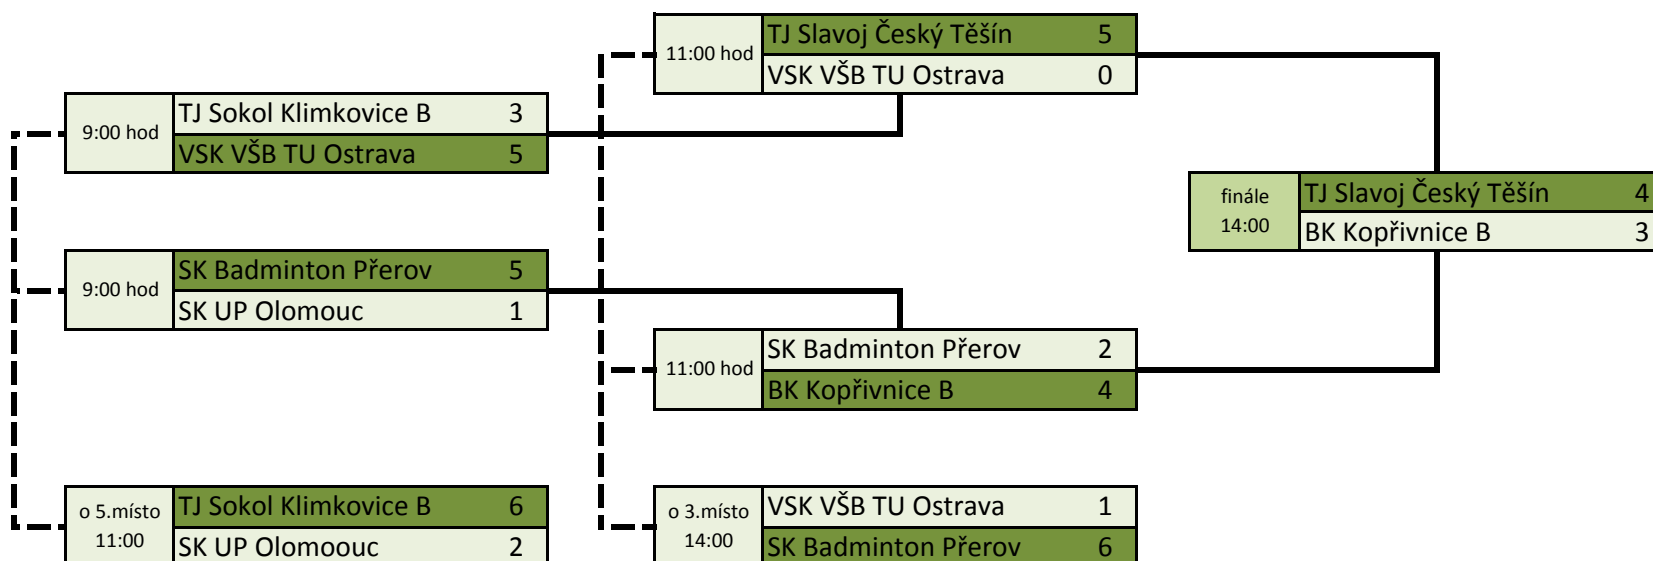 11:00 hod
TJ Slavoj Český Těšín 5
VSK VŠB TU Ostrava 0
9:00 hod
TJ Sokol Klimkovice B 3
VSK VŠB TU Ostrava 5
finále
14:00
TJ Slavoj Český Těšín 4
BK Kopřivnice B 3
9:00 hod
SK Badminton Přerov 5
SK UP Olomouc 1
11:00 hod
SK Badminton Přerov 2
BK Kopřivnice B 4
o 5.místo
11:00
TJ Sokol Klimkovice B 6
SK UP Olomoouc 2
o 3.místo
14:00
VSK VŠB TU Ostrava 1
SK Badminton Přerov 6